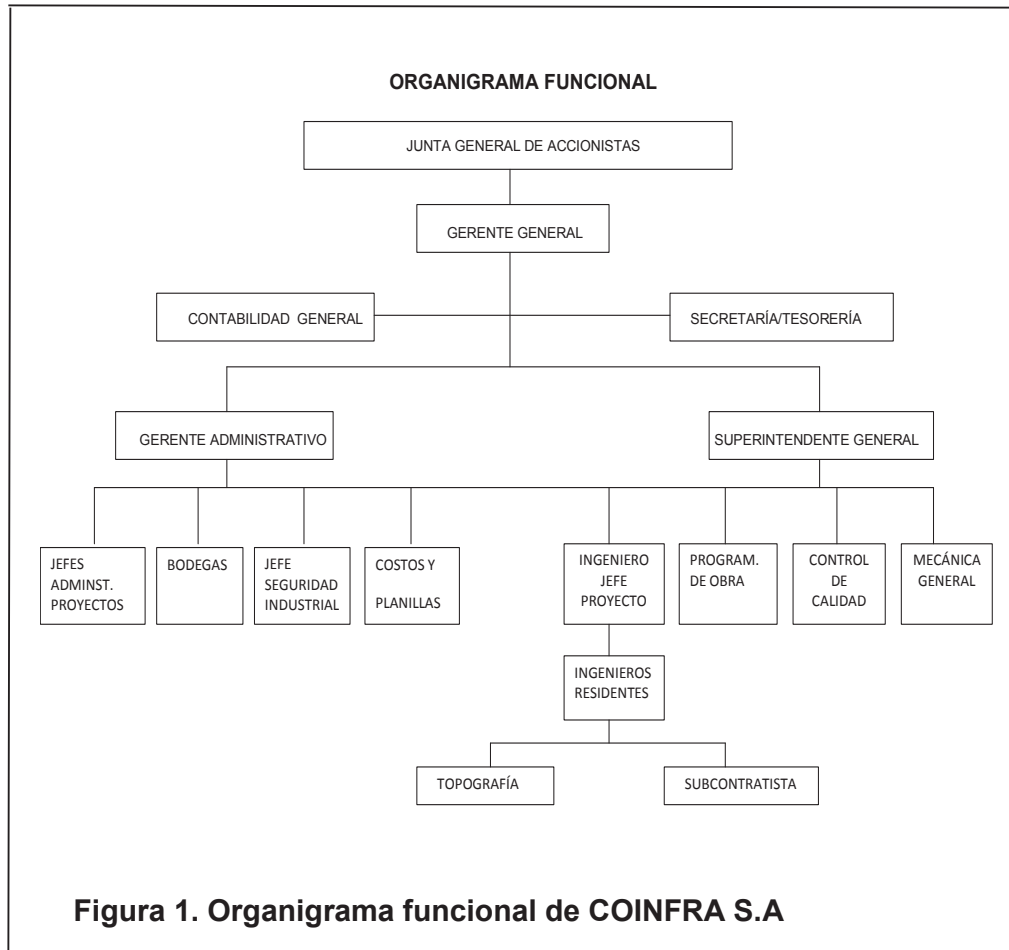 ORGANIGRAMA FUNCIONAL
JUNTA GENERAL DE ACCIONISTAS
GERENTE GENERAL
CONTABILIDAD GENERAL
SECRETARÍA/TESORERÍA
GERENTE ADMINISTRATIVO
SUPERINTENDENTE GENERAL
JEFES
ADMINST.
PROYECTOS
BODEGAS
JEFE
SEGURIDAD
INDUSTRIAL
COSTOS Y
PLANILLAS
INGENIERO
JEFE
PROYECTO
PROGRAM.
DE OBRA
CONTROL
DE
CALIDAD
MECÁNICA
GENERAL
INGENIEROS
RESIDENTES
TOPOGRAFÍA
SUBCONTRATISTA
Figura 1. Organigrama funcional de COINFRA S.A